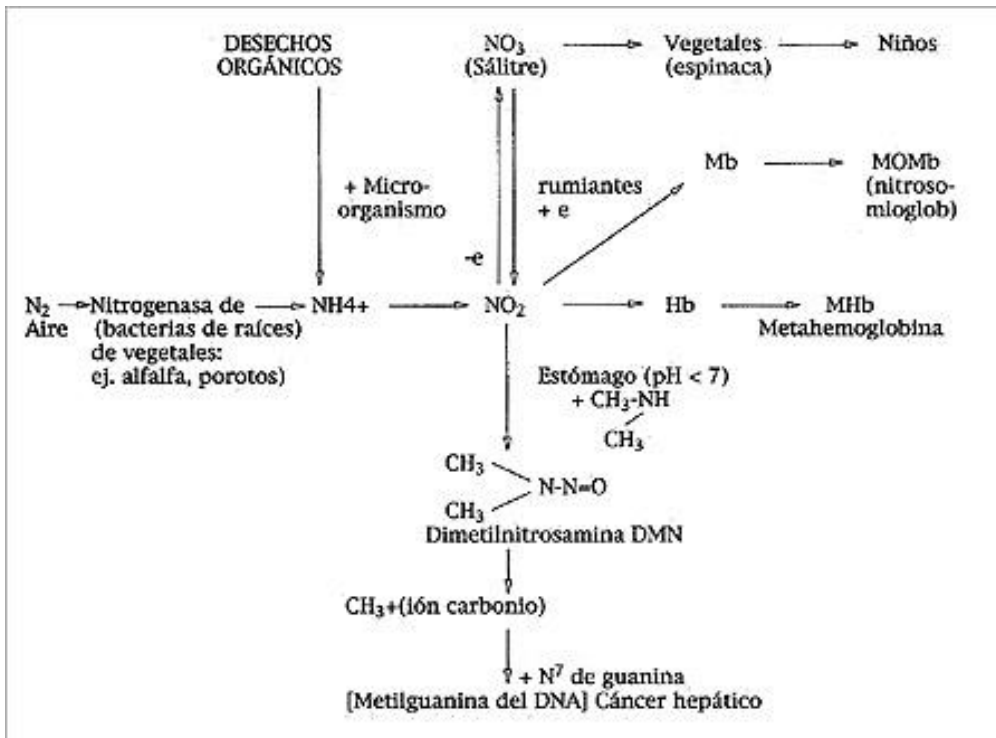 DESECHOS
ORGÁNICOS
NO3
(Sálitre)
Vegetales
(espinaca)
Niños
+ Micro-
organismo
rumiantes
+ e
-e
Mb
MOMb
(nitroso-
mioglob)
N2
Aire
Nitrogenasa de
(bacterias de raíces)
de vegetales:
ej. alfalfa, porotos)
NH4+
NO2
Hb
MHb
Metahemoglobina
Estómago (pH < 7)
+ CH3-NH
CH3
CH3
N-N=O
CH3
Dimetilnitrosamina DMN
CH3+(ión carbonio)
+ N7 de guanina
[Metilguanina del DNA] Cáncer hepático